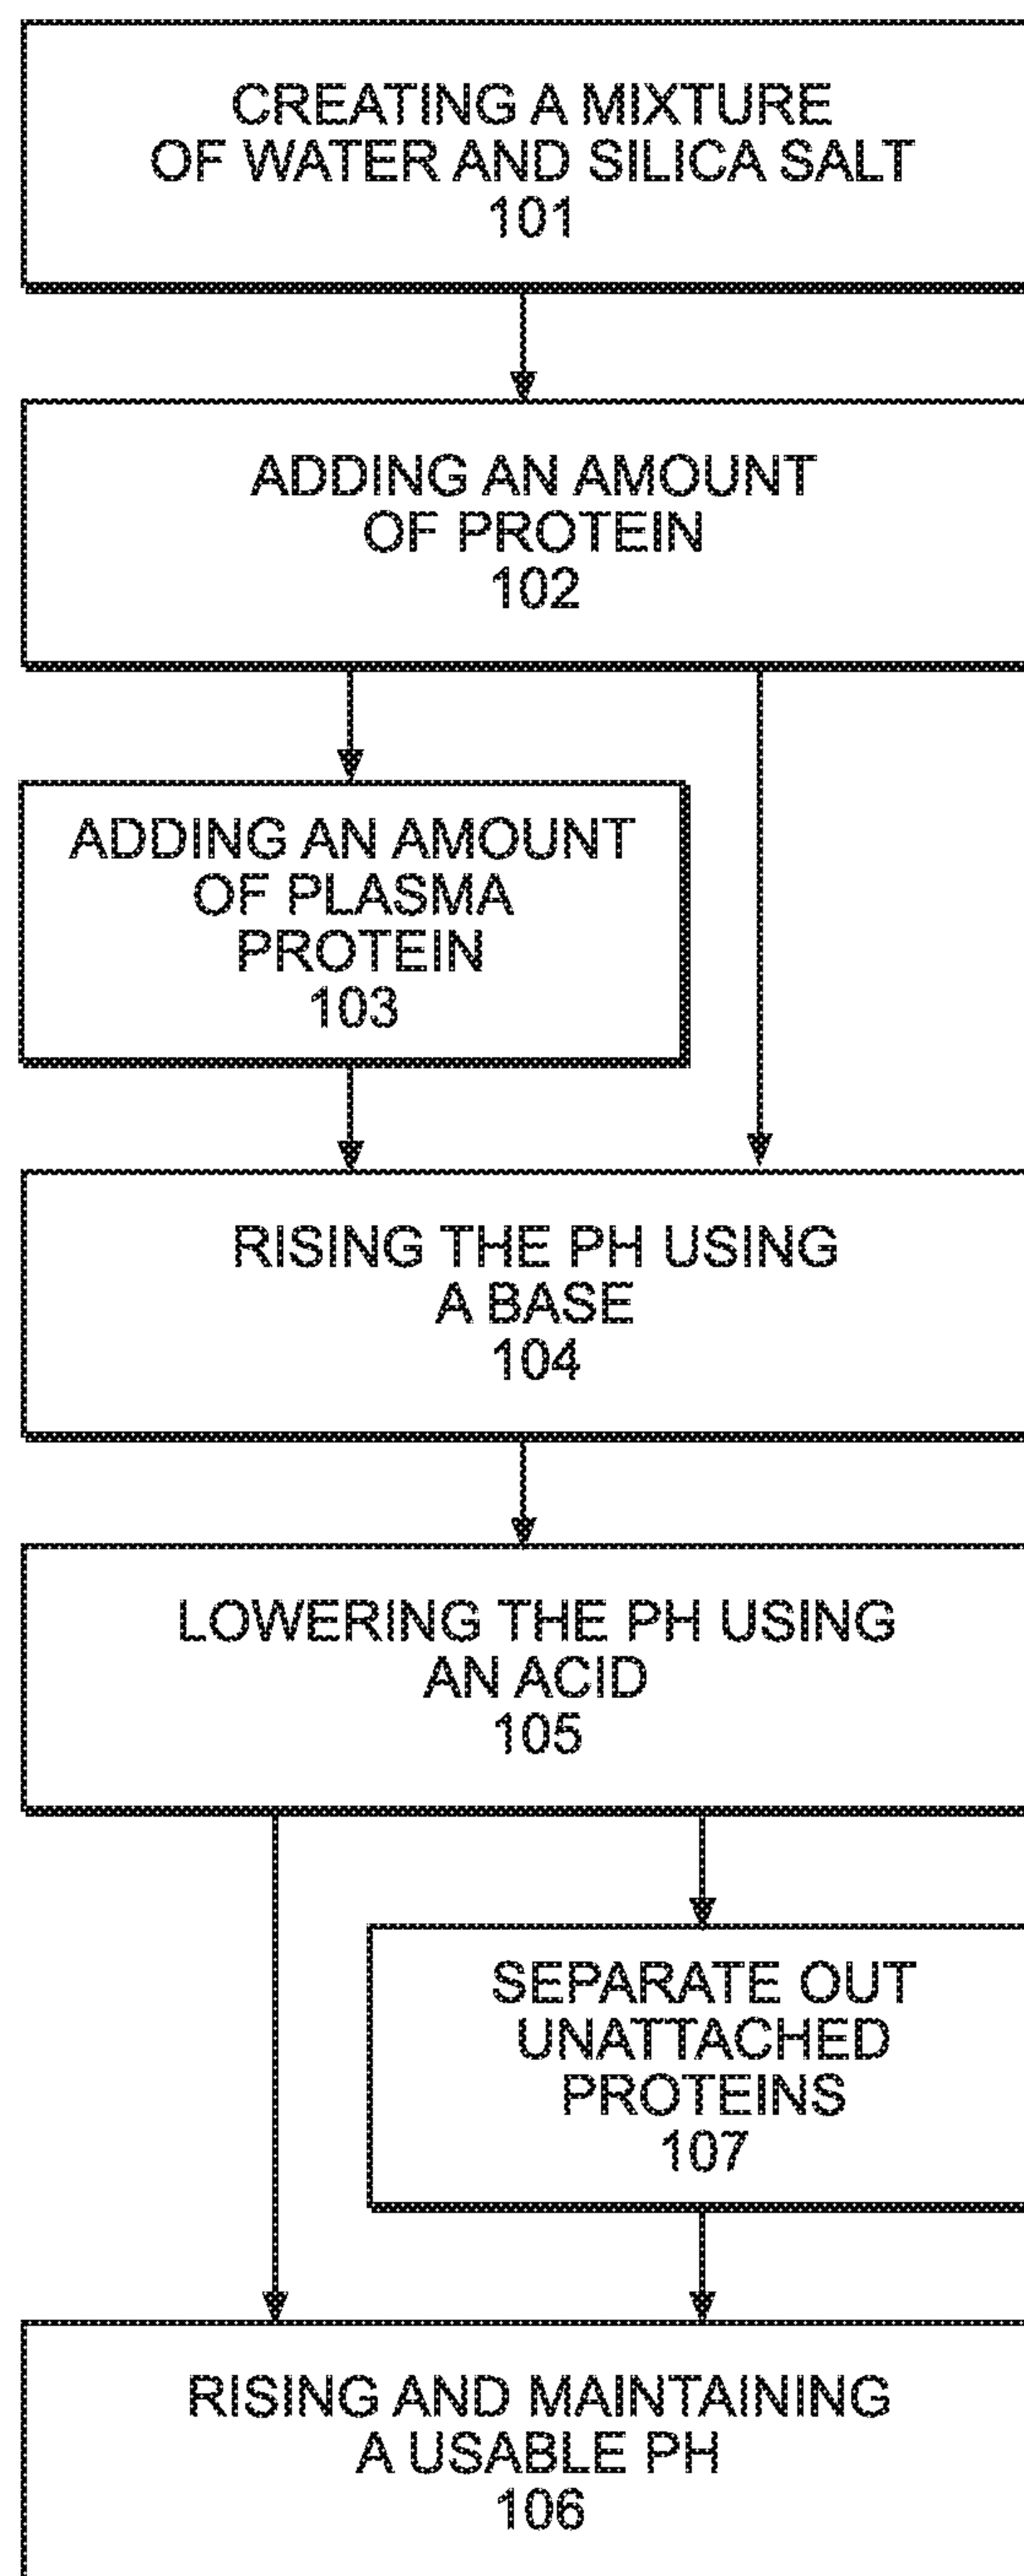 CREATING A MIXTURE
OF WATER AND SILICA SALT
101
ADDING AN AMOUNT
OF PROTEIN
102
ADDING AN AMOUNT
OF PLASMA
PROTEIN
103
RISING THE PH USING
A BASE
104
LOWERING THE PH USING
AN ACID
105
SEPARATE OUT
UNATTACHED
PROTEINS
107
RISING AND MAINTAINING
A USABLE PH
106